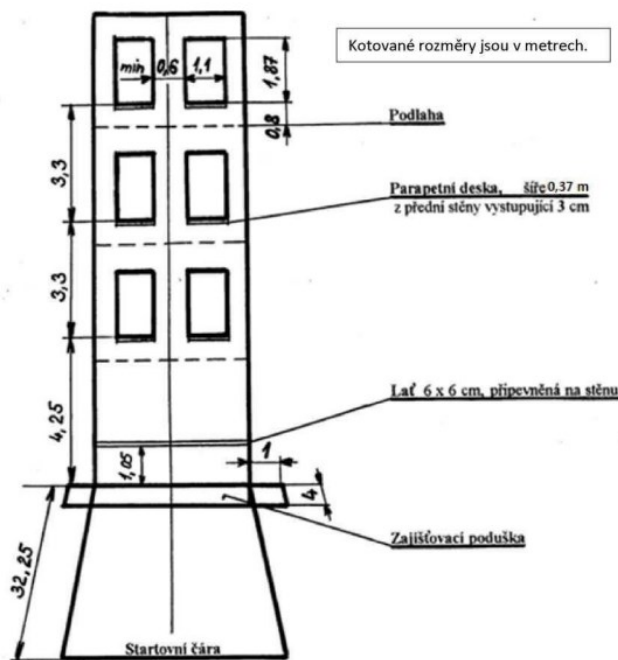 Kotované rozměry jsou v metrech.
min 0,6 1,1
1,87
0,8
Podlaha
3,3
Parapetní deska, šíře 0,37 m
z přední stěny vystupující 3 cm
3,3
4,25
Lať 6 x 6 cm, připevněná na stěnu
1,05
1
4
Zajišťovací poduška
32,25
Startovní čára